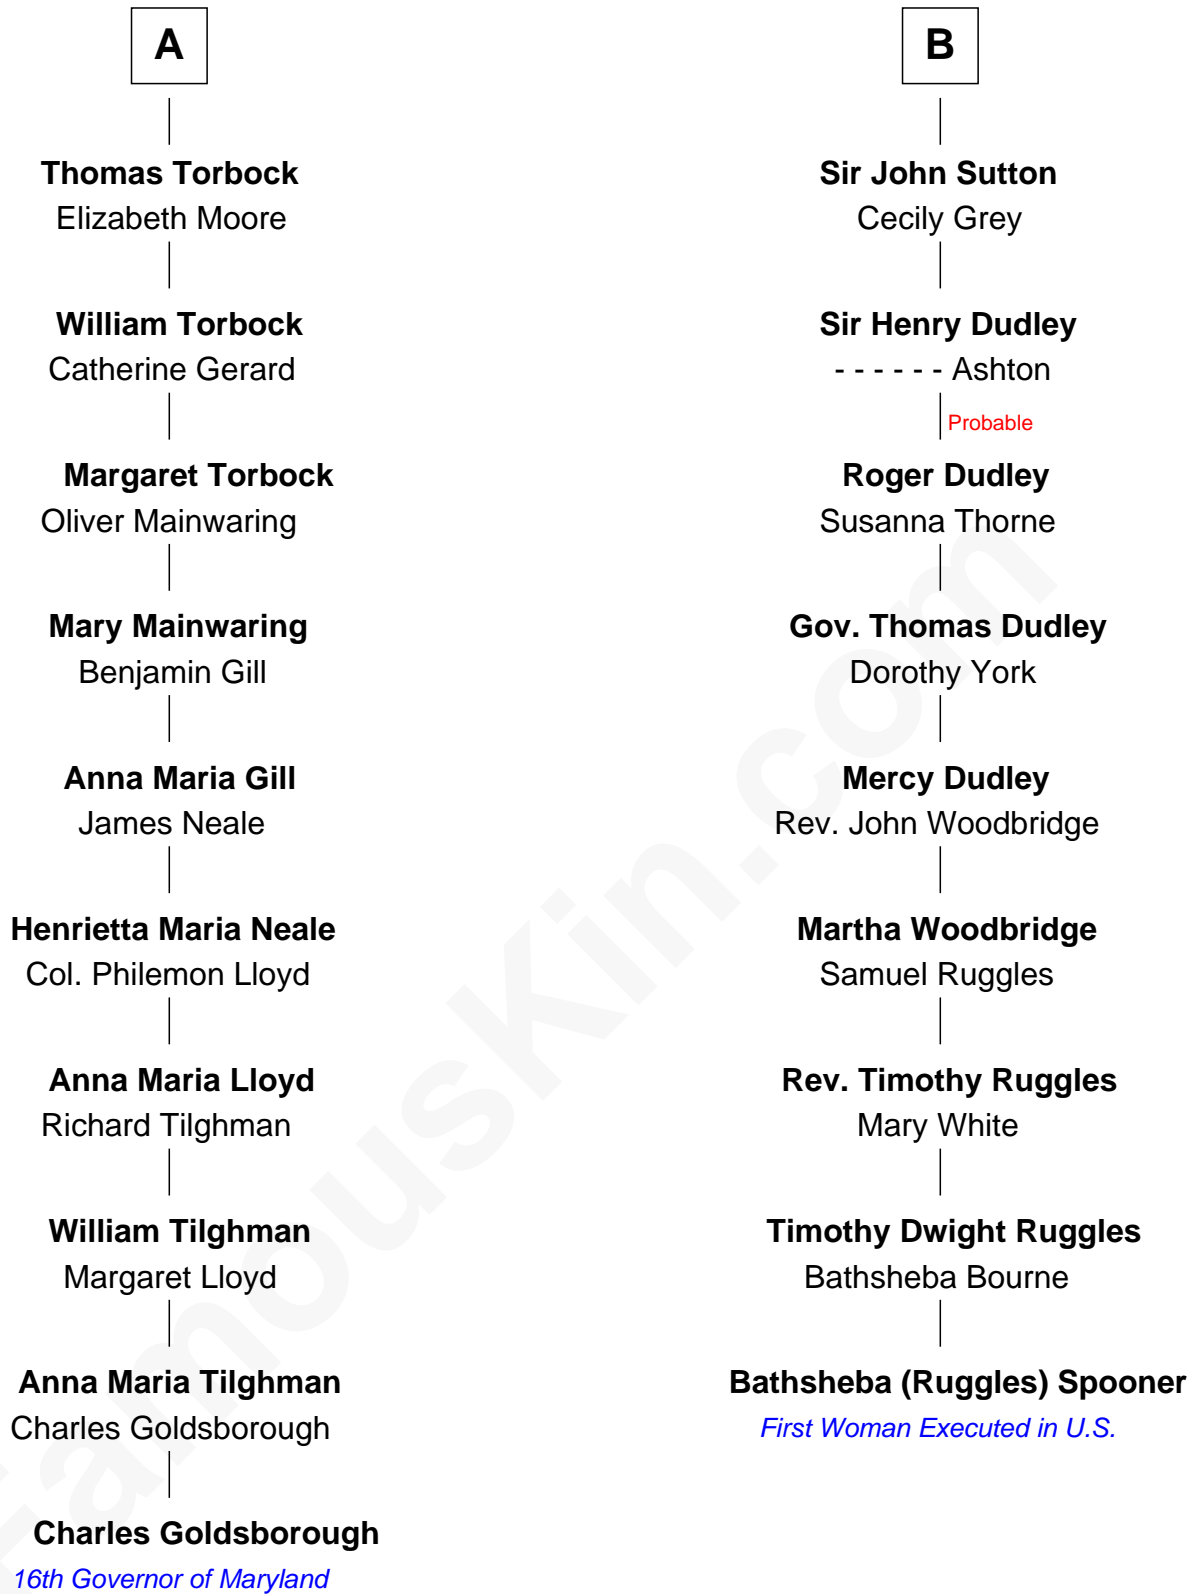 A
Thomas Torbock
Elizabeth Moore
William Torbock
Catherine Gerard
Margaret Torbock
Oliver Mainwaring
Mary Mainwaring
Benjamin Gill
Anna Maria Gill
James Neale
Henrietta Maria Neale
Col. Philemon Lloyd
Anna Maria Lloyd
Richard Tilghman
William Tilghman
Margaret Lloyd
Anna Maria Tilghman
Charles Goldsborough
Charles Goldsborough
16th Governor of Maryland
B
Sir John Sutton
Cecily Grey
Sir Henry Dudley
- - - - - - Ashton
Probable
Roger Dudley
Susanna Thorne
Gov. Thomas Dudley
Dorothy York
Mercy Dudley
Rev. John Woodbridge
Martha Woodbridge
Samuel Ruggles
Rev. Timothy Ruggles
Mary White
Timothy Dwight Ruggles
Bathsheba Bourne
Bathsheba (Ruggles) Spooner
First Woman Executed in U.S.
FamousKin.com